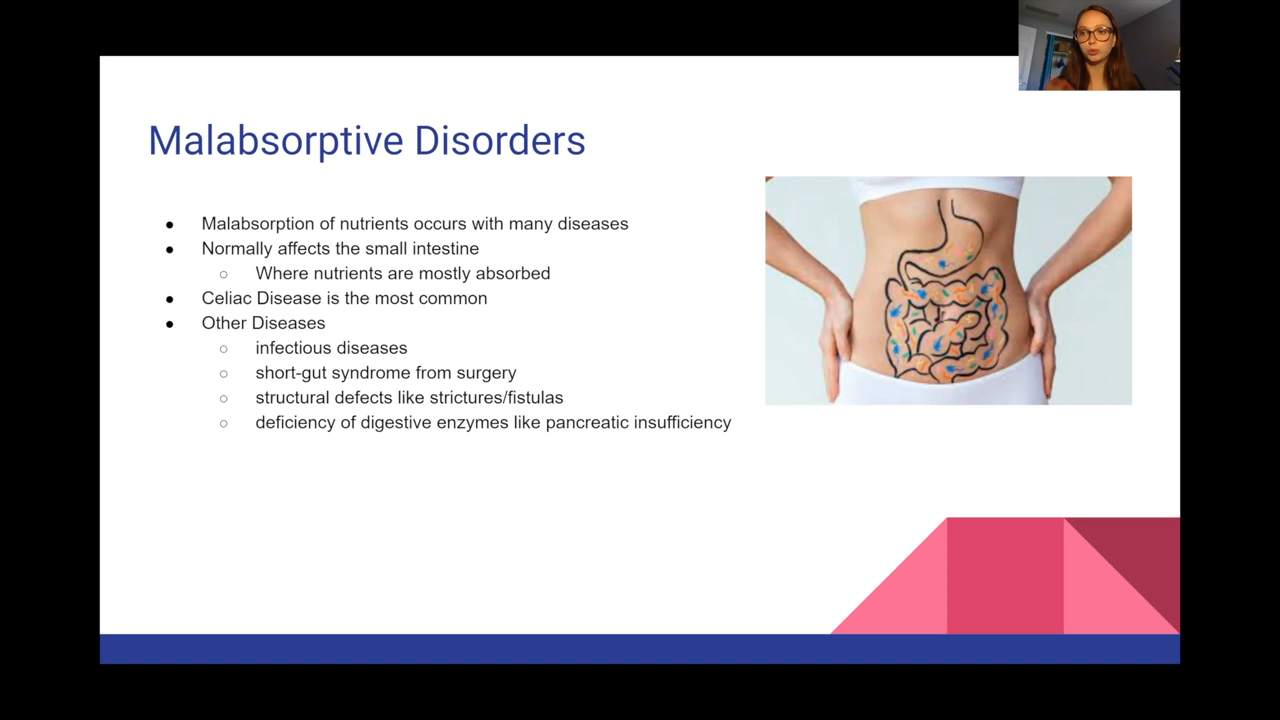 Malabsorptive Disorders
● Malabsorption of nutrients occurs with many diseases
● Normally affects the small intestine
○ Where nutrients are mostly absorbed
● Celiac Disease is the most common
● Other Diseases
○ infectious diseases
○ short-gut syndrome from surgery
○ structural defects like strictures/fistulas
○ deficiency of digestive enzymes like pancreatic insufficiency